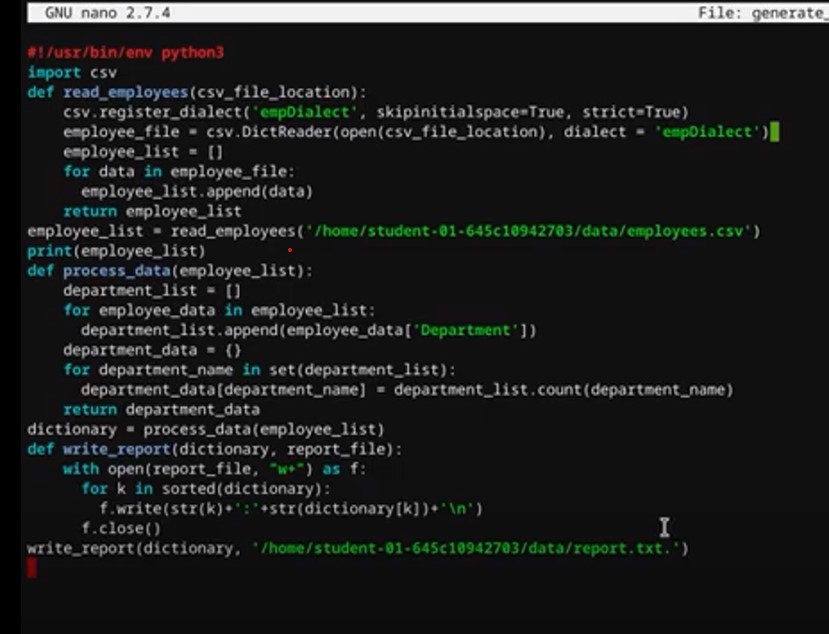 GNU nano 2.7.4 File: generate_
#!/usr/bin/env python3
import csv
def read_employees(csv_file_location):
csv.register_dialect('empDialect', skipinitialspace=True, strict=True)
employee_file = csv.DictReader(open(csv_file_location), dialect = 'empDialect')
employee_list = []
for data in employee_file:
employee_list.append(data)
return employee_list
employee_list = read_employees('/home/student-01-645c10942703/data/employees.csv')
print(employee_list)
def process_data(employee_list):
department_list = []
for employee_data in employee_list:
department_list.append(employee_data['Department'])
department_data = {}
for department_name in set(department_list):
department_data[department_name] = department_list.count(department_name)
return department_data
dictionary = process_data(employee_list)
def write_report(dictionary, report_file):
with open(report_file, "w+") as f:
for k in sorted(dictionary):
f.write(str(k)+':'+str(dictionary[k])+'\n')
f.close()
write_report(dictionary, '/home/student-01-645c10942703/data/report.txt.')